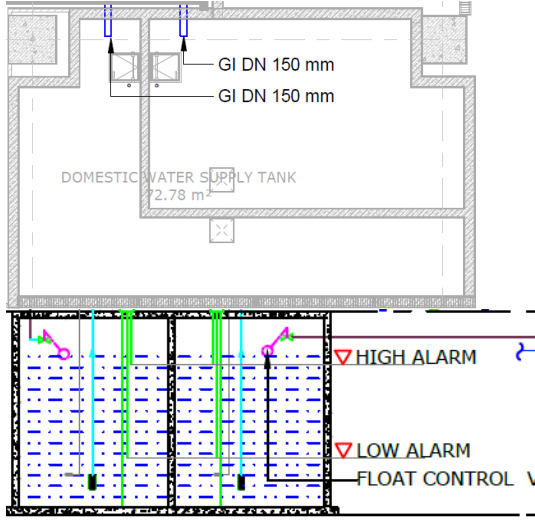 GI DN 150 mm
GI DN 150 mm
DOMESTIC WATER SUPPLY TANK
72.78 m²
HIGH ALARM
LOW ALARM
FLOAT CONTROL V